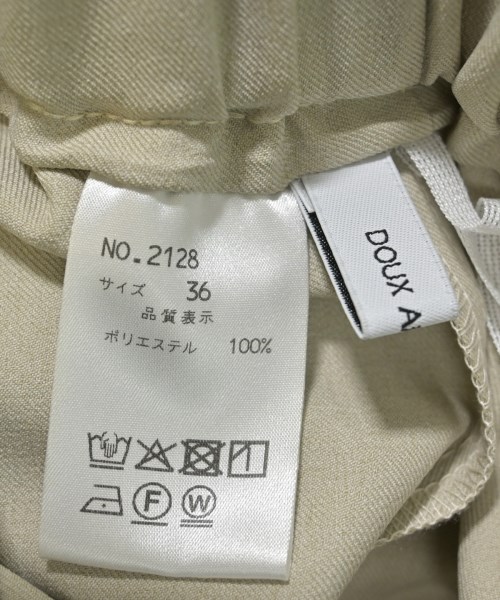 NO.2128
サイズ 36
品質表示
ポリエステル 100%
F W
DOUX